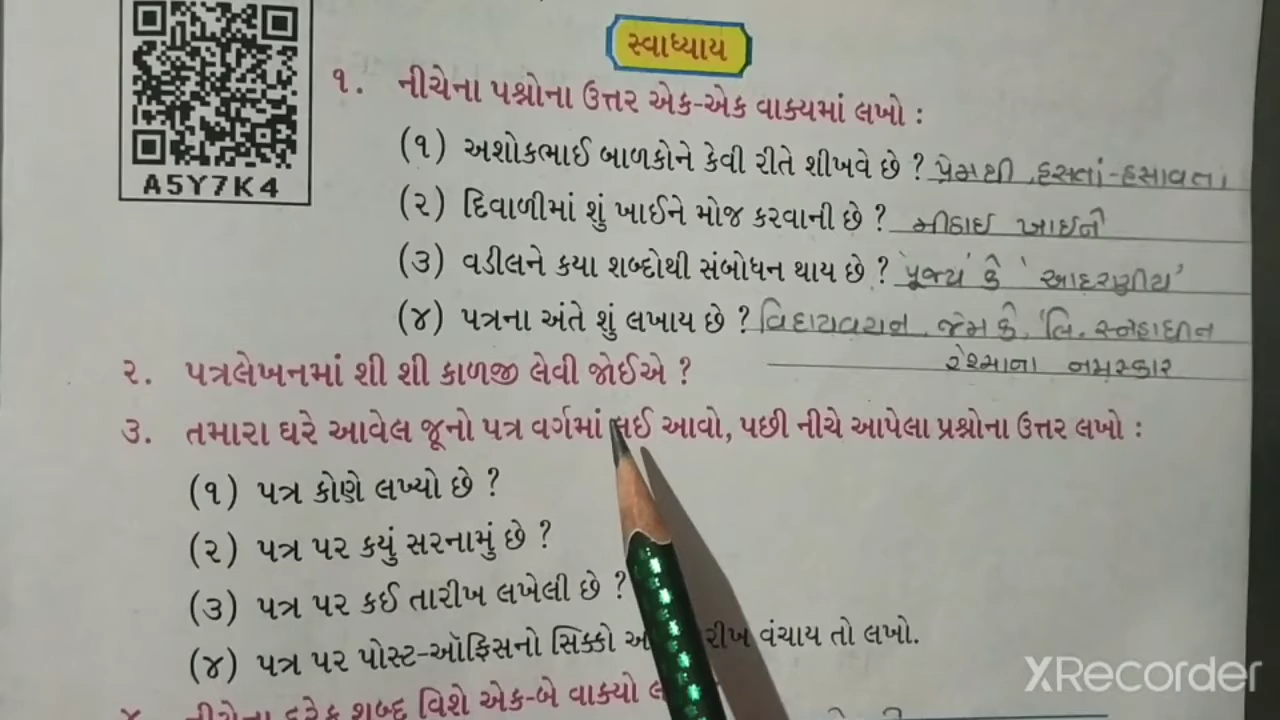 સ્વાધ્યાય
૧. નીચેના પશ્નોના ઉત્તર એક-એક વાક્યમાં લખો :
(૧) અશોકભાઈ બાળકોને કેવી રીતે શીખવે છે ? પ્રેમથી, હસતાં-હસાવતાં
A5Y7K4
(૨) દિવાળીમાં શું ખાઈને મોજ કરવાની છે ? મીઠાઇ ખાઇને
(૩) વડીલને કયા શબ્દોથી સંબોધન થાય છે ? 'પૂજ્ય' કે 'આદરણીય'
(૪) પત્રના અંતે શું લખાય છે ? વિદાયવચન, જેમ કે, 'લિ. સ્નેહાધીન
રેશ્માના નમસ્કાર
૨. પત્રલેખનમાં શી શી કાળજી લેવી જોઈએ ?
૩. તમારા ઘરે આવેલ જૂનો પત્ર વર્ગમાં લઈ આવો, પછી નીચે આપેલા પ્રશ્નોના ઉત્તર લખો :
(૧) પત્ર કોણે લખ્યો છે ?
(૨) પત્ર પર કયું સરનામું છે ?
(૩) પત્ર પર કઈ તારીખ લખેલી છે ?
(૪) પત્ર પર પોસ્ટ-ઑફિસનો સિક્કો વંચાય તો લખો.
૪. નીચેના દરેક શબ્દ વિશે એક-બે વાક્યો
XRecorder